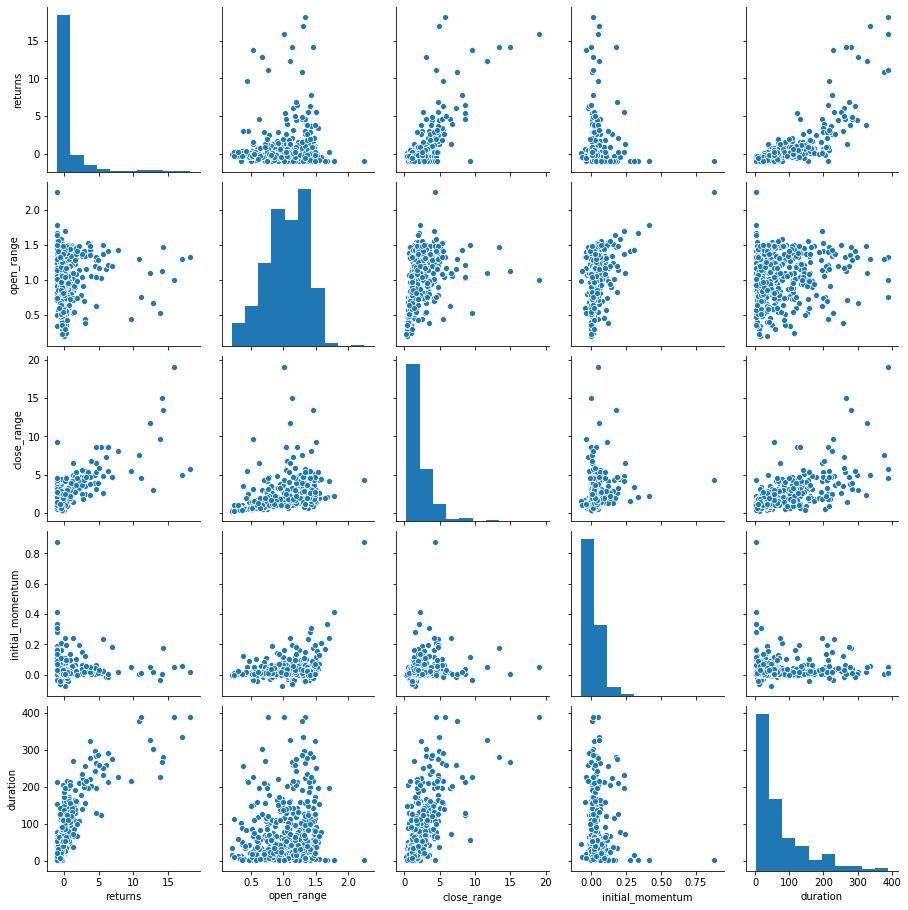 15
10
5
0
returns
2.0
1.5
1.0
0.5
open_range
20
15
10
5
0
close_range
0.8
0.6
0.4
0.2
0.0
initial_momentum
400
300
200
100
0
duration
0 5 10 15
returns
0.5 1.0 1.5 2.0
open_range
0 5 10 15 20
close_range
0.00 0.25 0.50 0.75
initial_momentum
0 100 200 300 400
duration